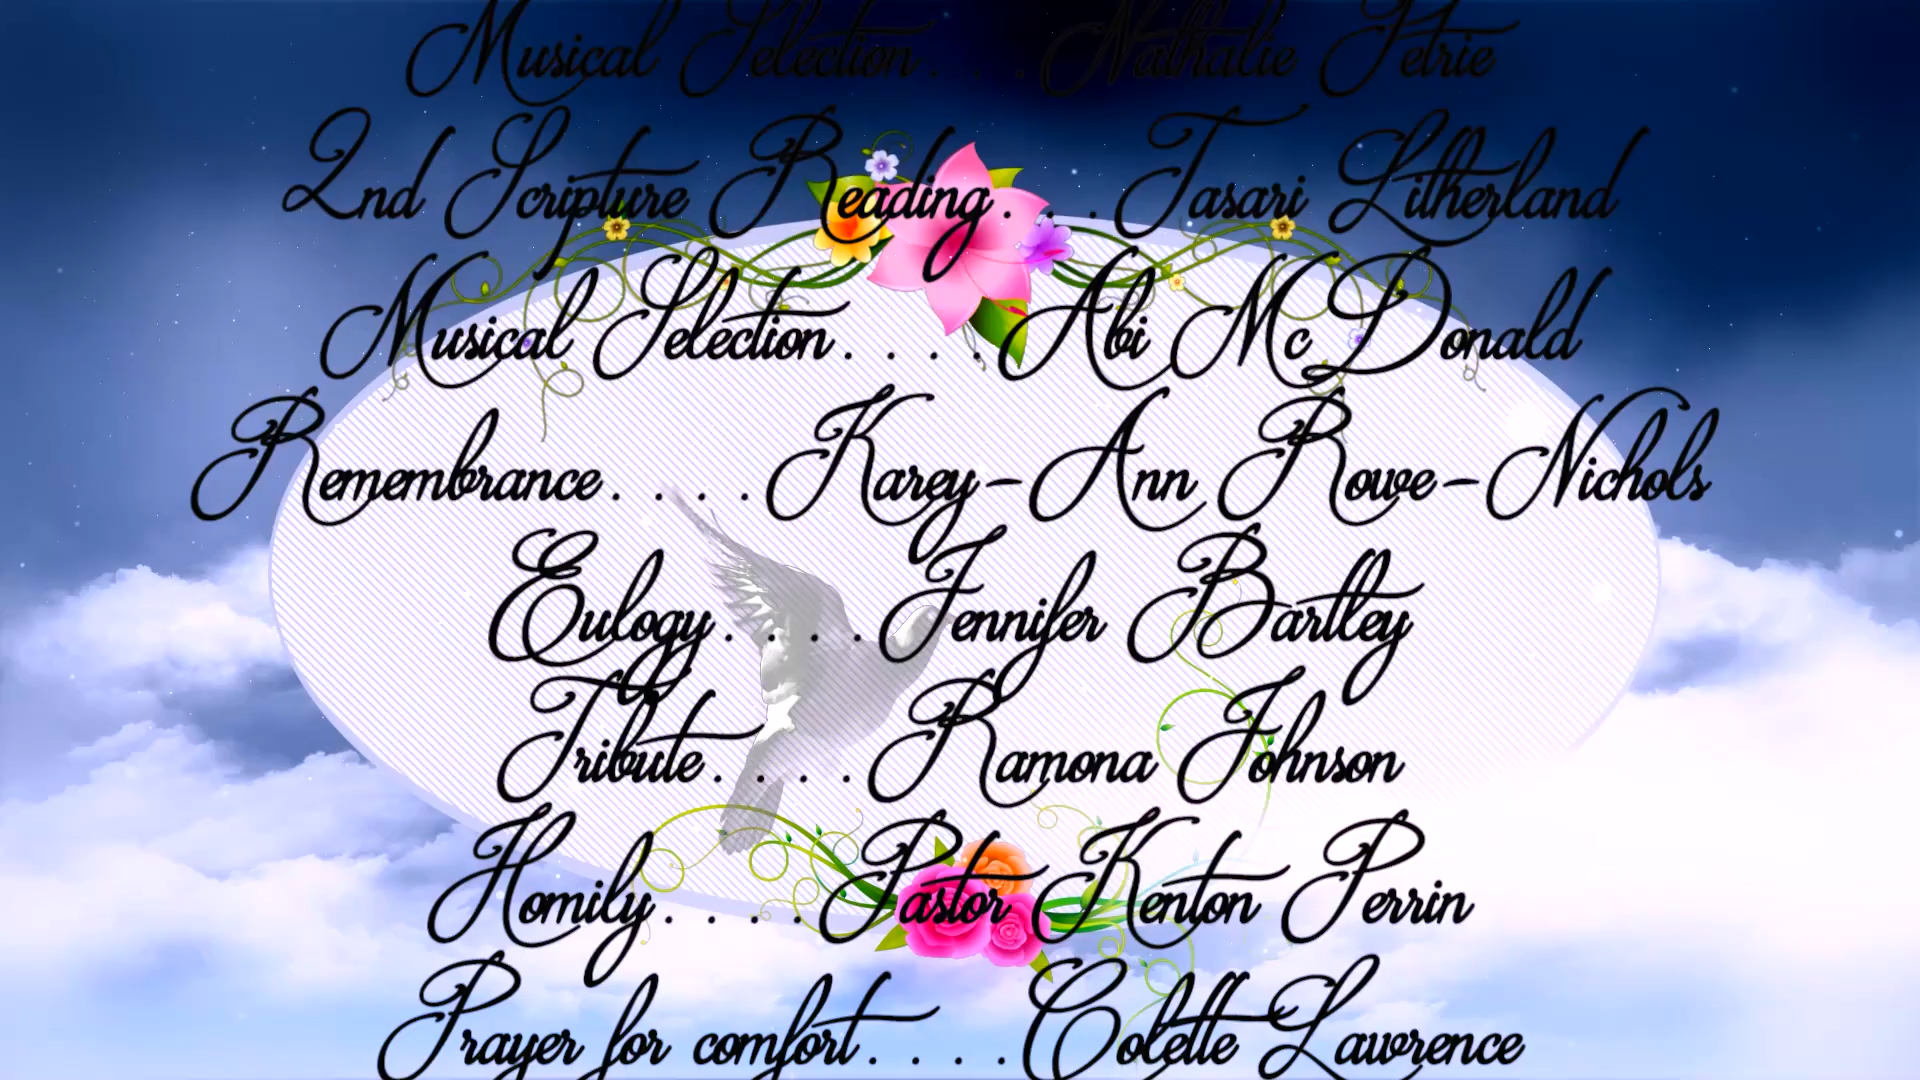 Musical Selection. . . .Nathalie Petrie
2nd Scripture Reading. . . .Tasari Litherland
Musical Selection. . . .Abi McDonald
Remembrance. . . .Karey-Ann Rowe-Nichols
Eulogy. . . .Jennifer Bartley
Tribute. . . .Ramona Johnson
Homily. . . .Pastor Kenton Perrin
Prayer for comfort. . . .Colette Lawrence